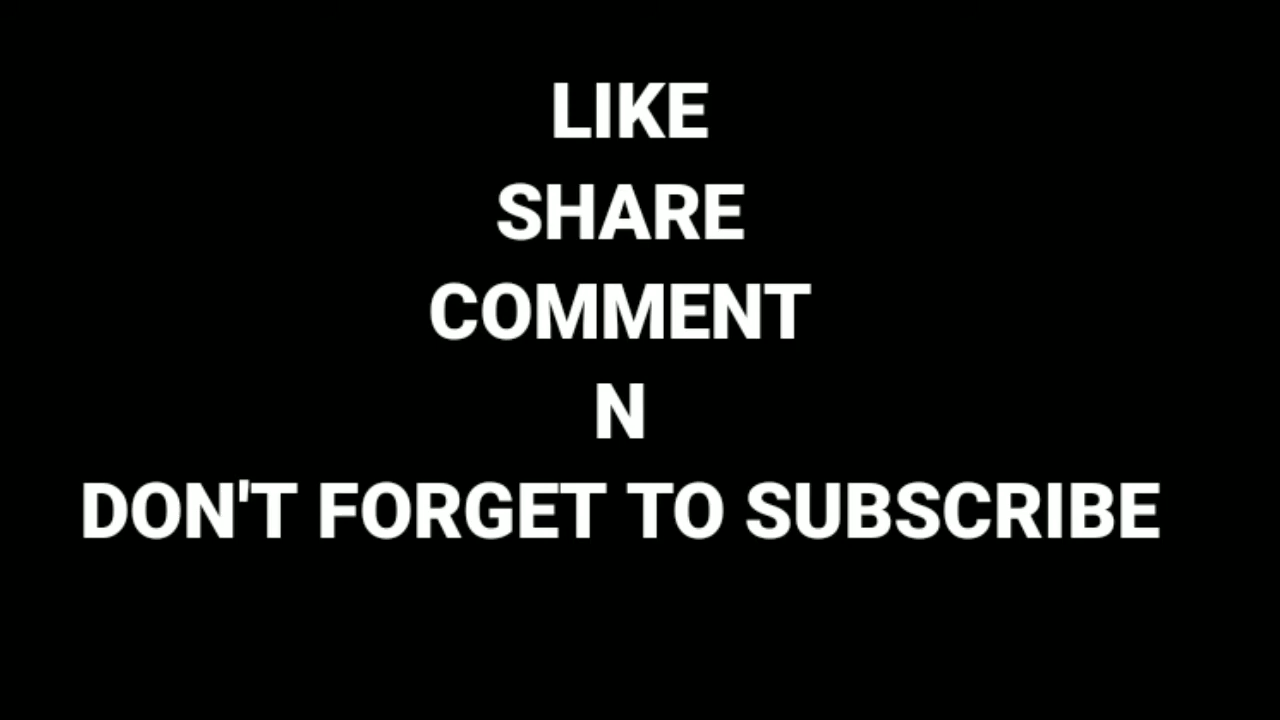 LIKE
SHARE
COMMENT
N
DON'T FORGET TO SUBSCRIBE